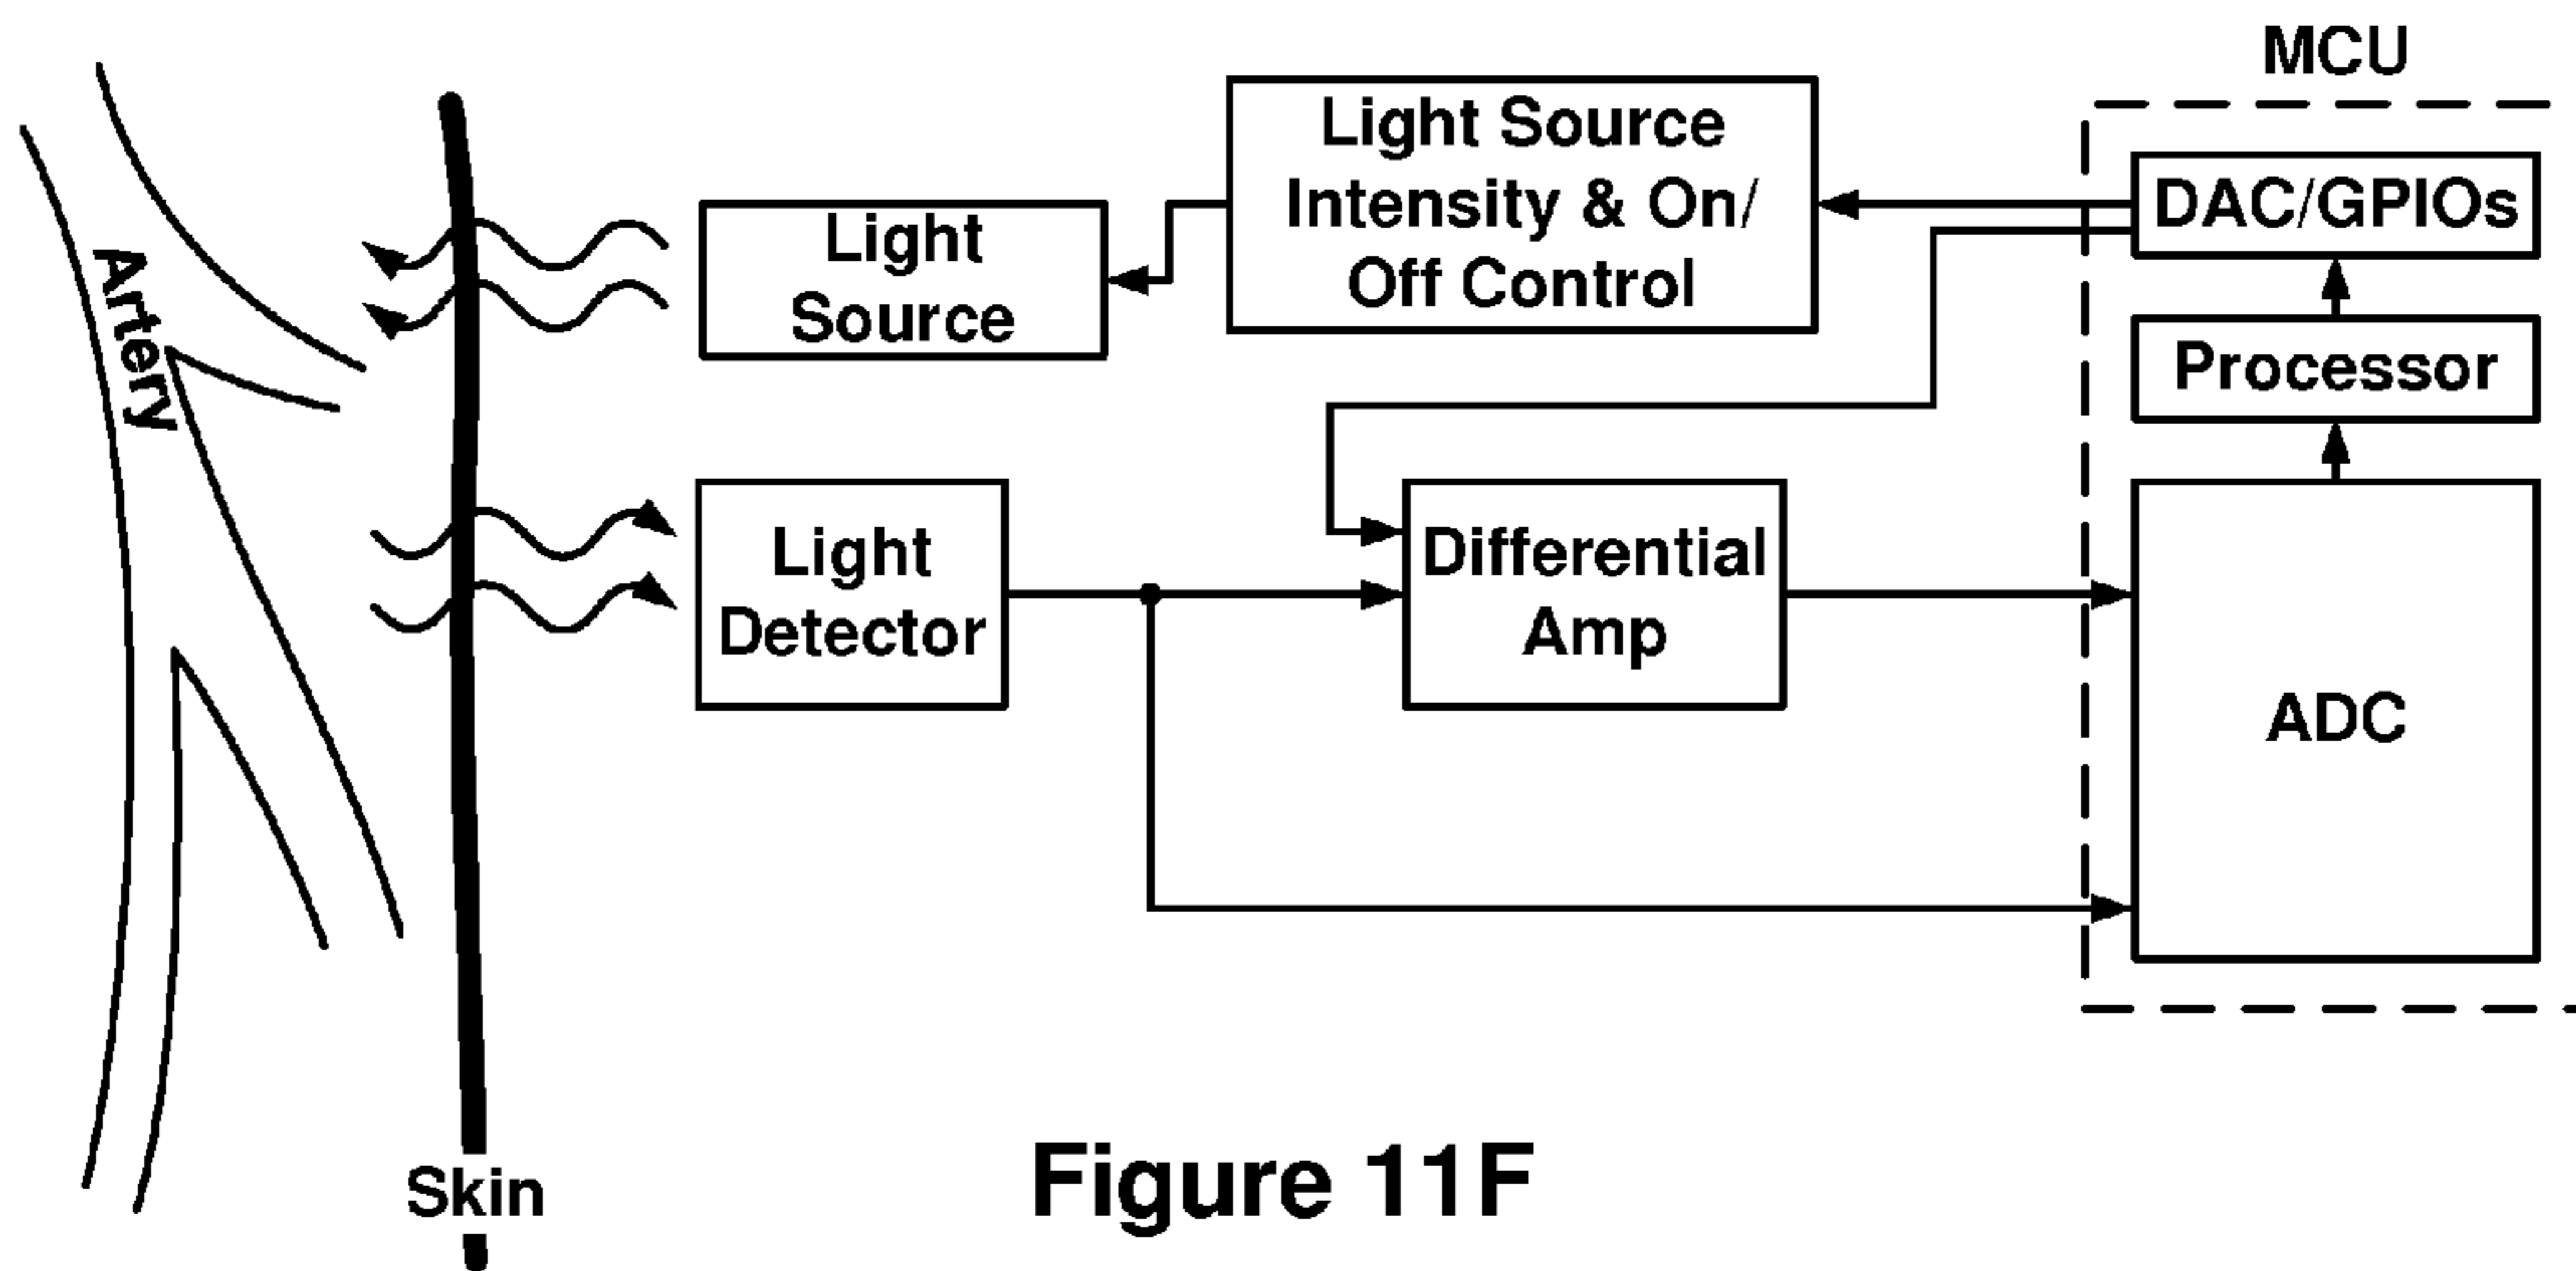 MCU
Light Source
Intensity & On/
Off Control
DAC/GPIOs
Light
Source
Artery
Processor
Light
Detector
Differential
Amp
ADC
Skin
Figure 11F